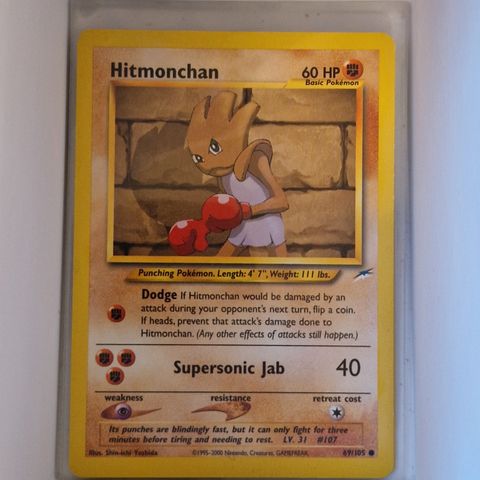 Hitmonchan
60 HP
Basic Pokémon
Punching Pokémon. Length: 4' 7", Weight: 111 lbs.
Dodge If Hitmonchan would be damaged by an
attack during your opponent's next turn, flip a coin.
If heads, prevent that attack's damage done to
Hitmonchan. (Any other effects of attacks still happen.)
Supersonic Jab 40
weakness resistance retreat cost
Its punches are blindingly fast, but it can only fight for three
minutes before tiring and needing to rest. LV. 31 #107
Illus. Shin-ichi Yoshida ©1995-2000 Nintendo, Creatures, GAMEFREAK. 69/105